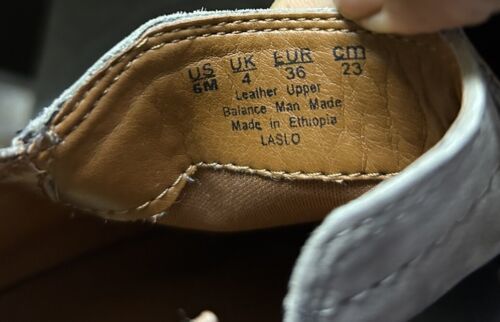 US UK EUR cm
6M 4 36 23
Leather Upper
Balance Man Made
Made in Ethiopia
LASLO